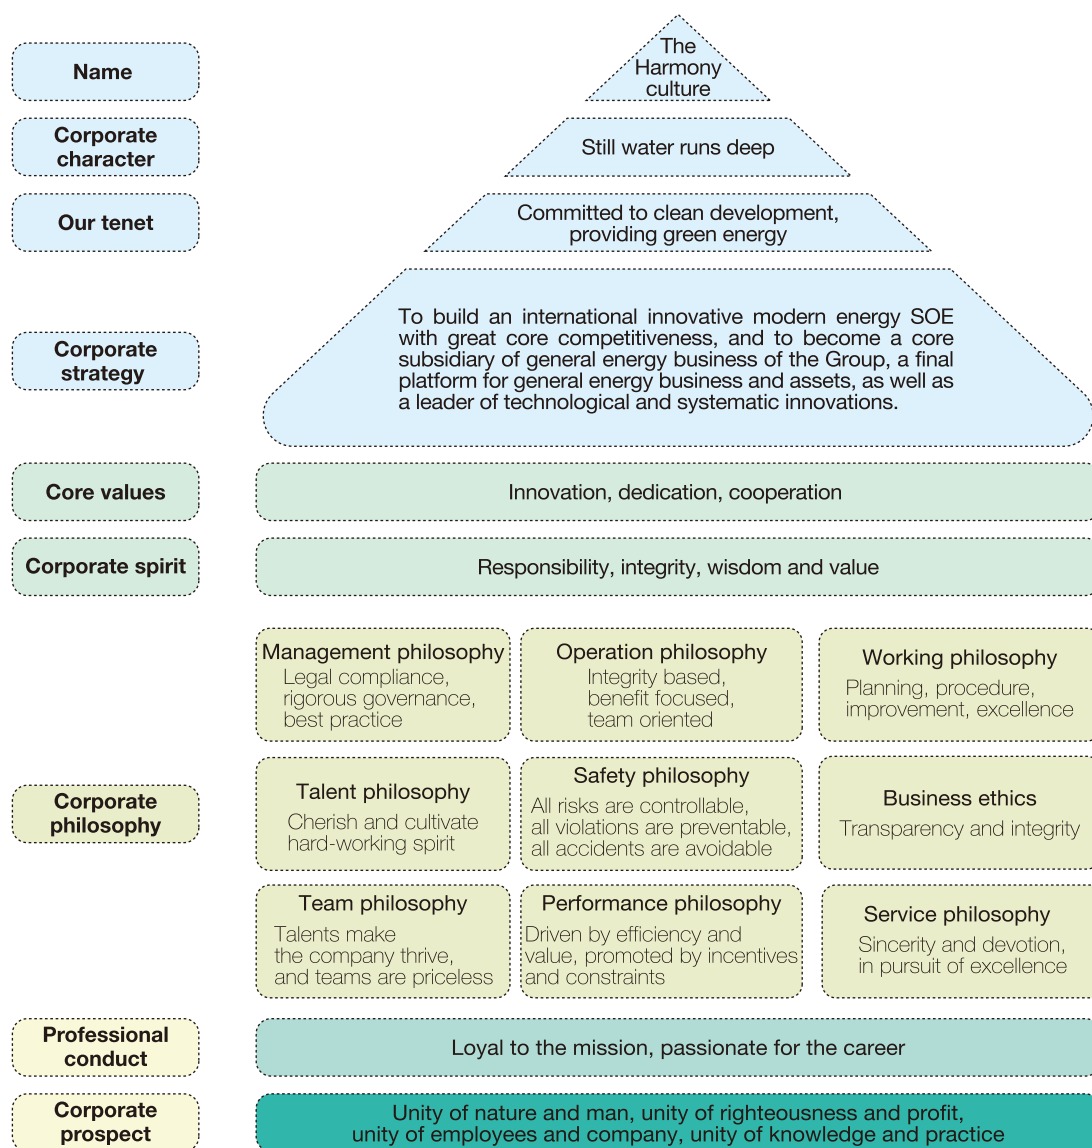 Name
The
Harmony
culture
Corporate
character
Still water runs deep
Our tenet
Committed to clean development,
providing green energy
Corporate
strategy
To build an international innovative modern energy SOE
with great core competitiveness, and to become a core
subsidiary of general energy business of the Group, a final
platform for general energy business and assets, as well as
a leader of technological and systematic innovations.
Core values
Innovation, dedication, cooperation
Corporate spirit
Responsibility, integrity, wisdom and value
Corporate
philosophy
Management philosophy
Legal compliance,
rigorous governance,
best practice
Operation philosophy
Integrity based,
benefit focused,
team oriented
Working philosophy
Planning, procedure,
improvement, excellence
Talent philosophy
Cherish and cultivate
hard-working spirit
Safety philosophy
All risks are controllable,
all violations are preventable,
all accidents are avoidable
Business ethics
Transparency and integrity
Team philosophy
Talents make
the company thrive,
and teams are priceless
Performance philosophy
Driven by efficiency and
value, promoted by incentives
and constraints
Service philosophy
Sincerity and devotion,
in pursuit of excellence
Professional
conduct
Loyal to the mission, passionate for the career
Corporate
prospect
Unity of nature and man, unity of righteousness and profit,
unity of employees and company, unity of knowledge and practice